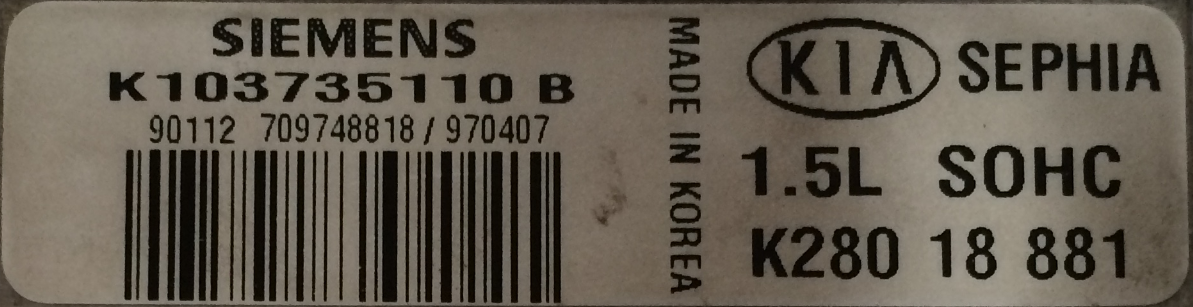 SIEMENS
K103735110 B
90112 709748818 / 970407
MADE IN KOREA
KIA SEPHIA
1.5L SOHC
K280 18 881